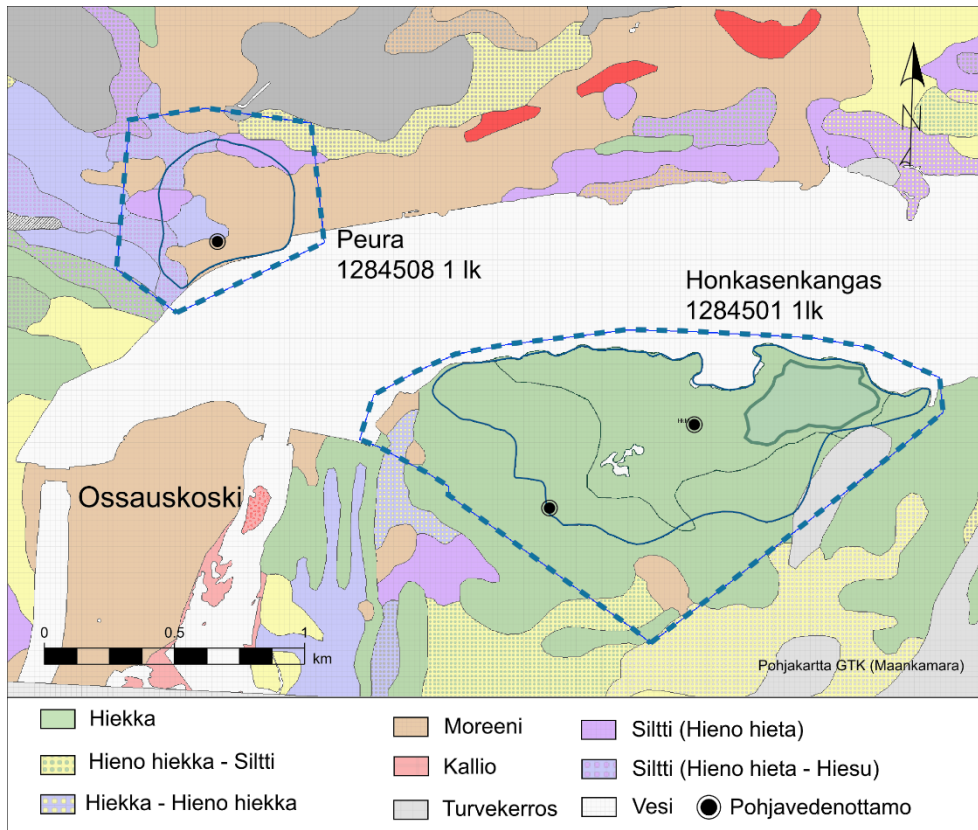 N
Peura
1284508 1 lk
Honkasenkangas
1284501 1lk
Ossauskoski
0 0.5 1
km
Pohjakartta GTK (Maankamara)
Hiekka
Hieno hiekka - Siltti
Hiekka - Hieno hiekka
Moreeni
Kallio
Turvekerros
Siltti (Hieno hieta)
Siltti (Hieno hieta - Hiesu)
Vesi
Pohjavedenottamo